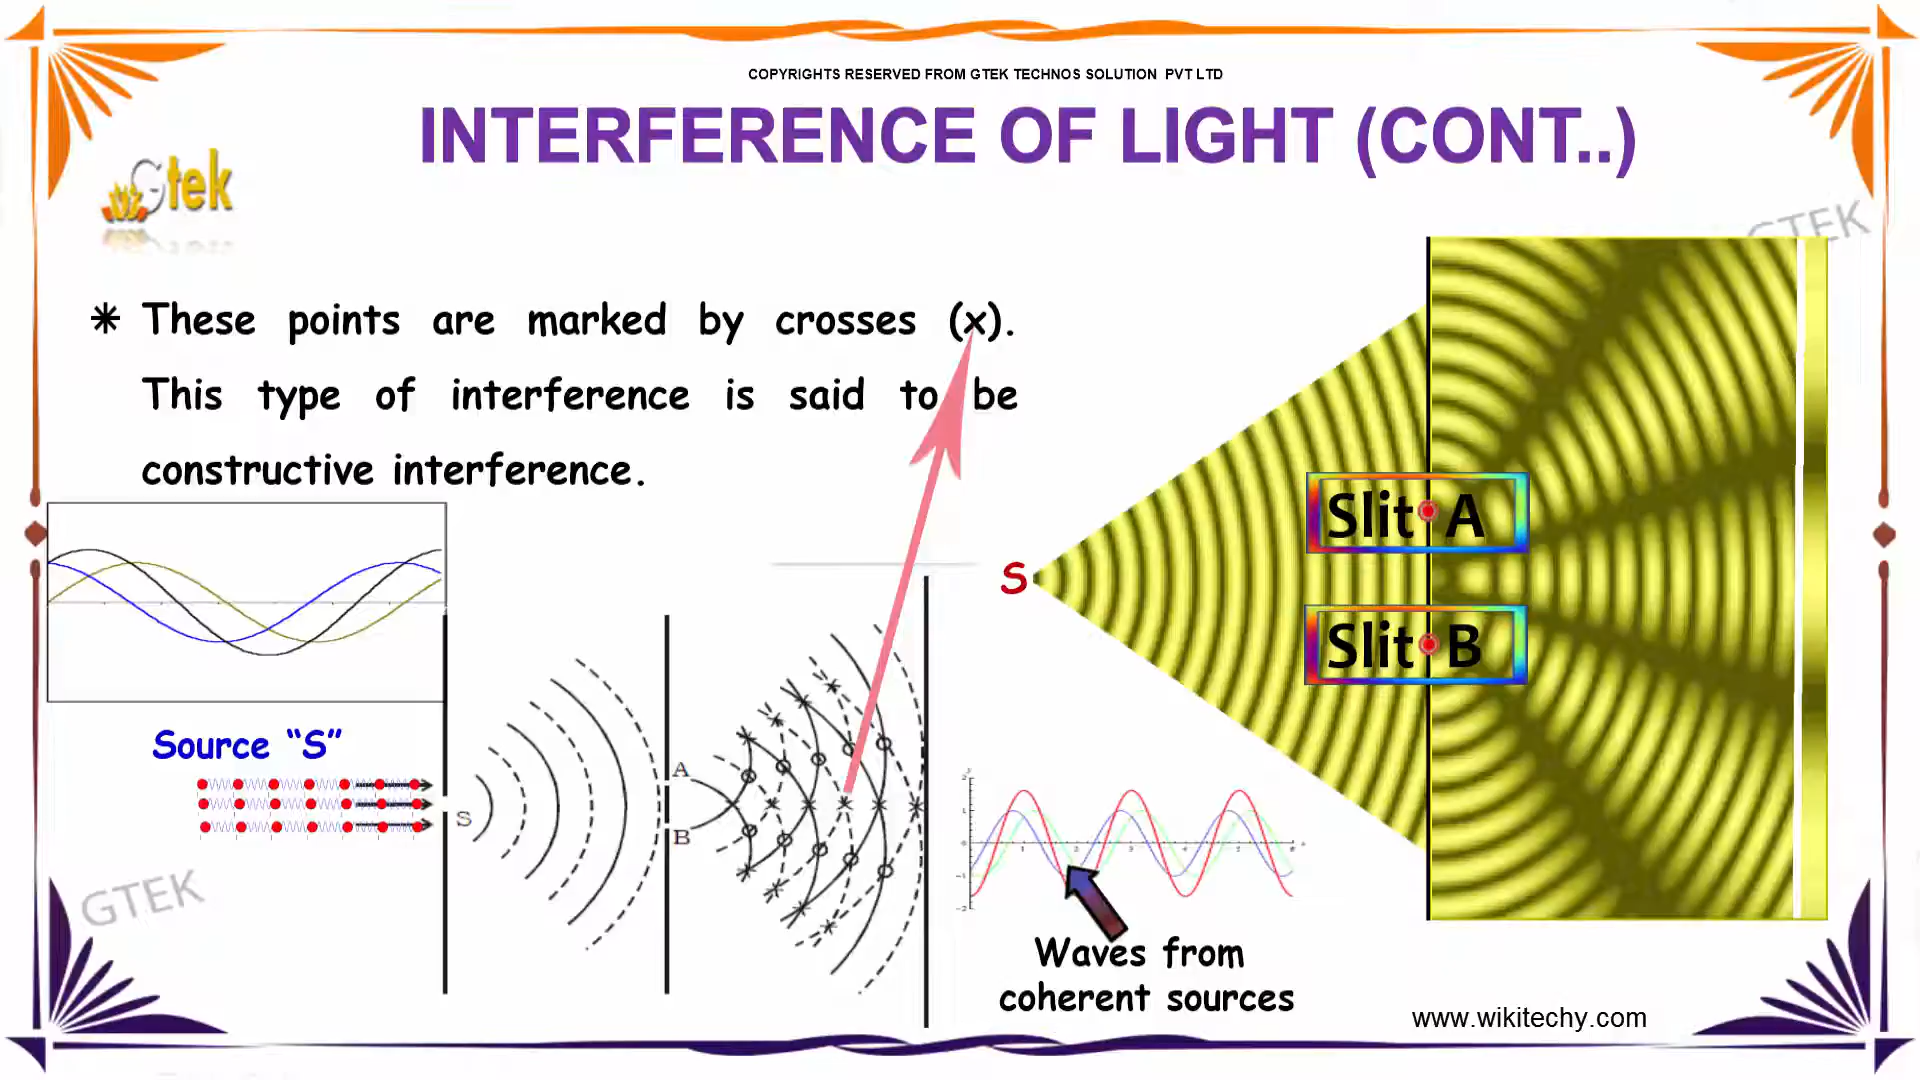 COPYRIGHTS RESERVED FROM GTEK TECHNOS SOLUTION PVT LTD
INTERFERENCE OF LIGHT (CONT..)
Gtek
GTEK
These points are marked by crosses (x).
This type of interference is said to be
constructive interference.
Slit A
S
Slit B
Source “S”
A
S
B
GTEK
Waves from
coherent sources
www.wikitechy.com